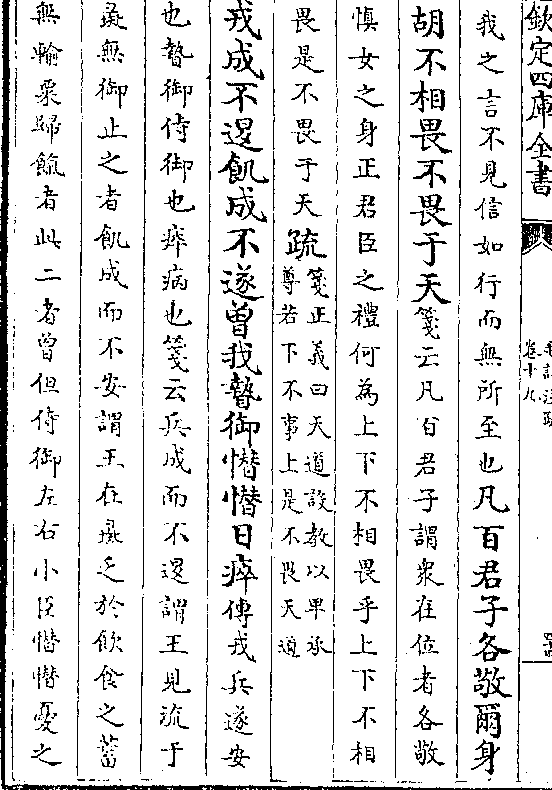 欽定四庫全書
卷十九
我之言不見信如行而無所至也凡百君子各敬爾身
胡不相畏不畏于天箋云凡百君子謂衆在位者各敬
慎女之身正君臣之禮何為上下不相畏乎上下不相
畏是不畏于天疏箋正義曰天道設教以卑承
尊若下不事上是不畏天道
戎成不退飢成不遂曾我暬御憯憯日瘁傳戎兵遂安
也暬御侍御也瘁病也箋云兵成而不退謂王見流于
彘無御止之者飢成而不安謂王在彘乏於飲食之蓄
無輸粟歸餼者此二者曾但侍御左右小臣憯憯憂之